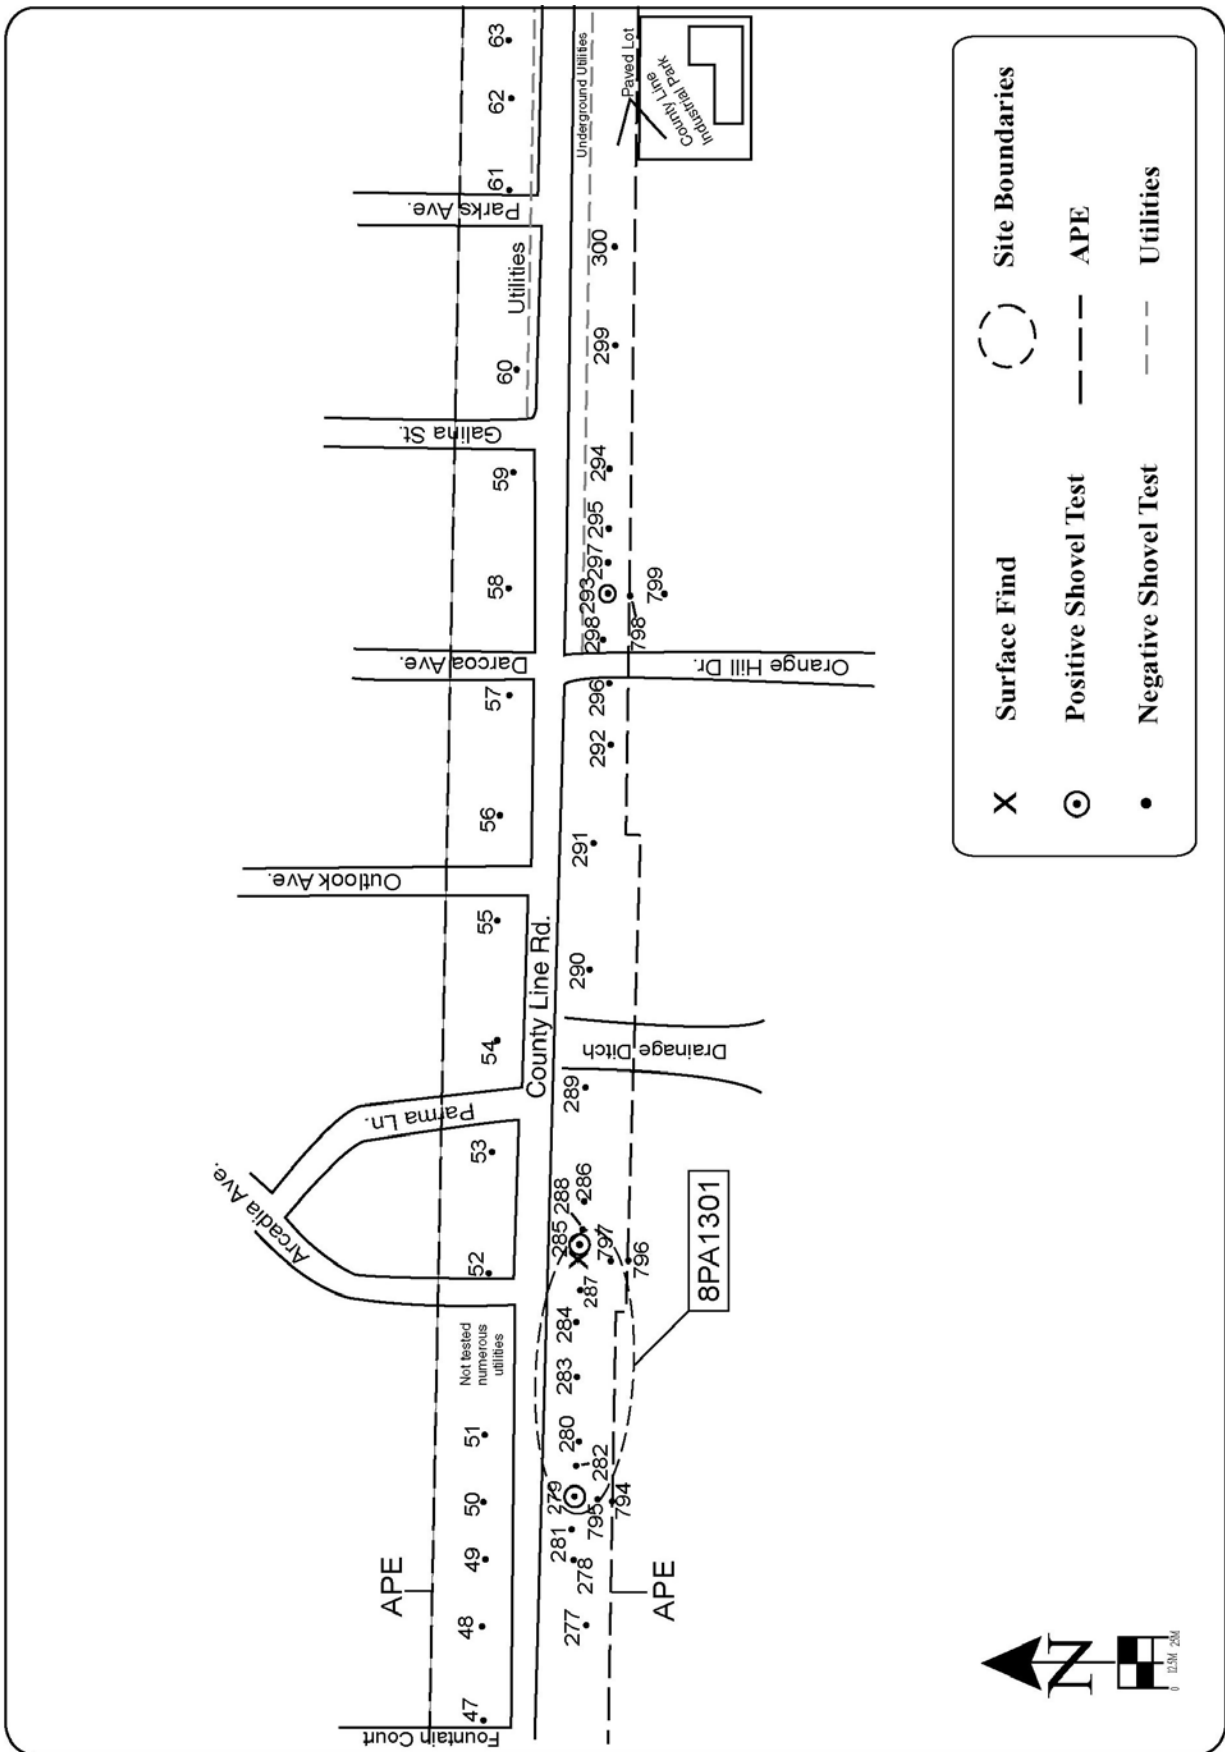 Fountain Court
47
48
49
50
51
52
53
54
55
56
57
58
59
60
61
62
63
APE
Not tested
numerous
utilities
Arcadia Ave.
Parma Ln.
Outlook Ave.
Darcoa Ave.
Galina St.
Parks Ave.
Utilities
County Line Rd.
Underground Utilities
277
278
281
279
282
280
283
284
287
285
288
286
289
290
291
292
296
298
293
297
295
294
299
300
795
794
797
796
798
799
APE
8PA1301
Drainage Ditch
Orange Hill Dr.
Paved Lot
County Line
Industrial Park
N
0 12.5M 25M
X Surface Find
Site Boundaries
Positive Shovel Test
APE
Negative Shovel Test
Utilities